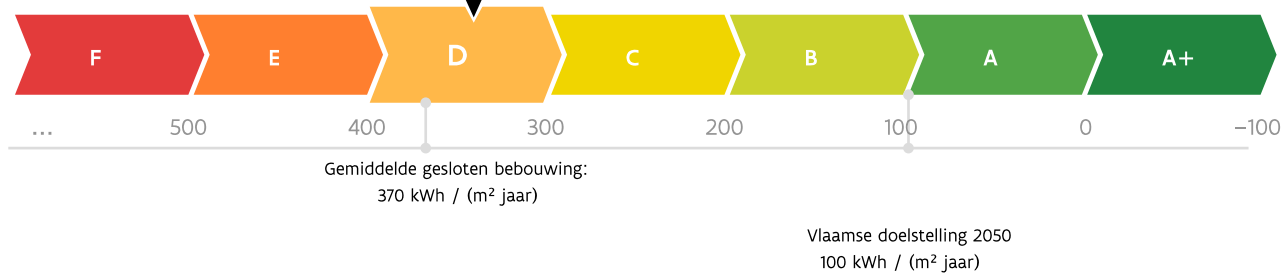 F E D C B A A+
... 500 400 300 200 100 0 −100
Gemiddelde gesloten bebouwing:
370 kWh / (m² jaar)
Vlaamse doelstelling 2050
100 kWh / (m² jaar)